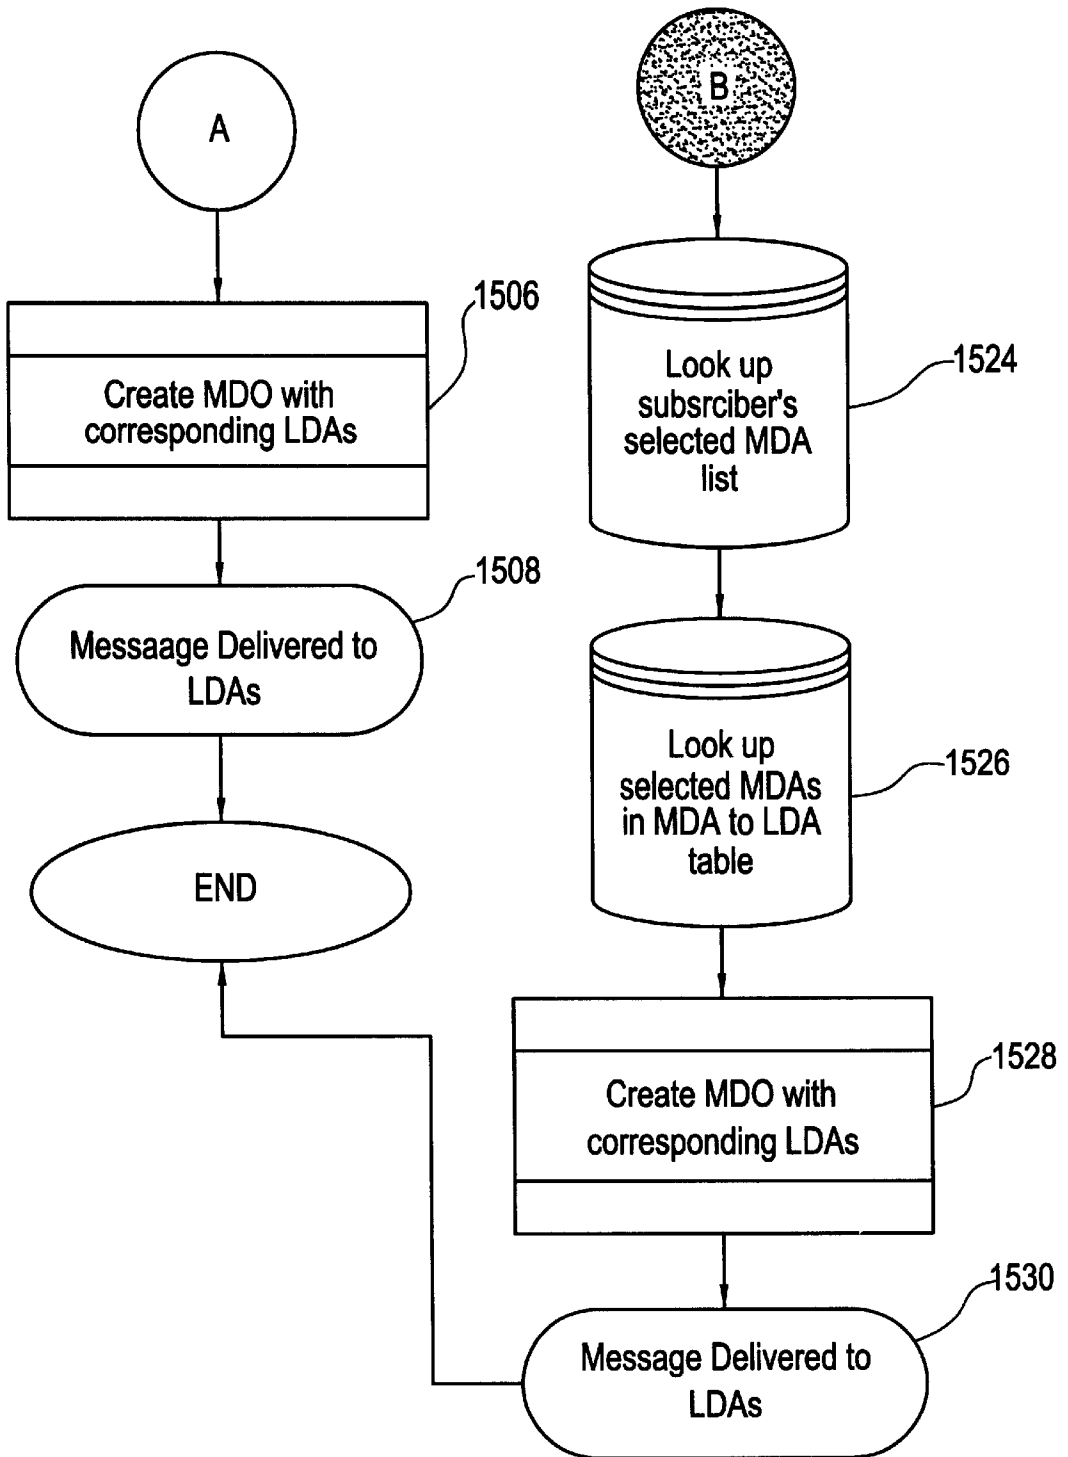 A
1506
Create MDO with
corresponding LDAs
1508
Messaage Delivered to
LDAs
END
B
1524
Look up
subsrciber's
selected MDA
list
1526
Look up
selected MDAs
in MDA to LDA
table
1528
Create MDO with
corresponding LDAs
1530
Message Delivered to
LDAs